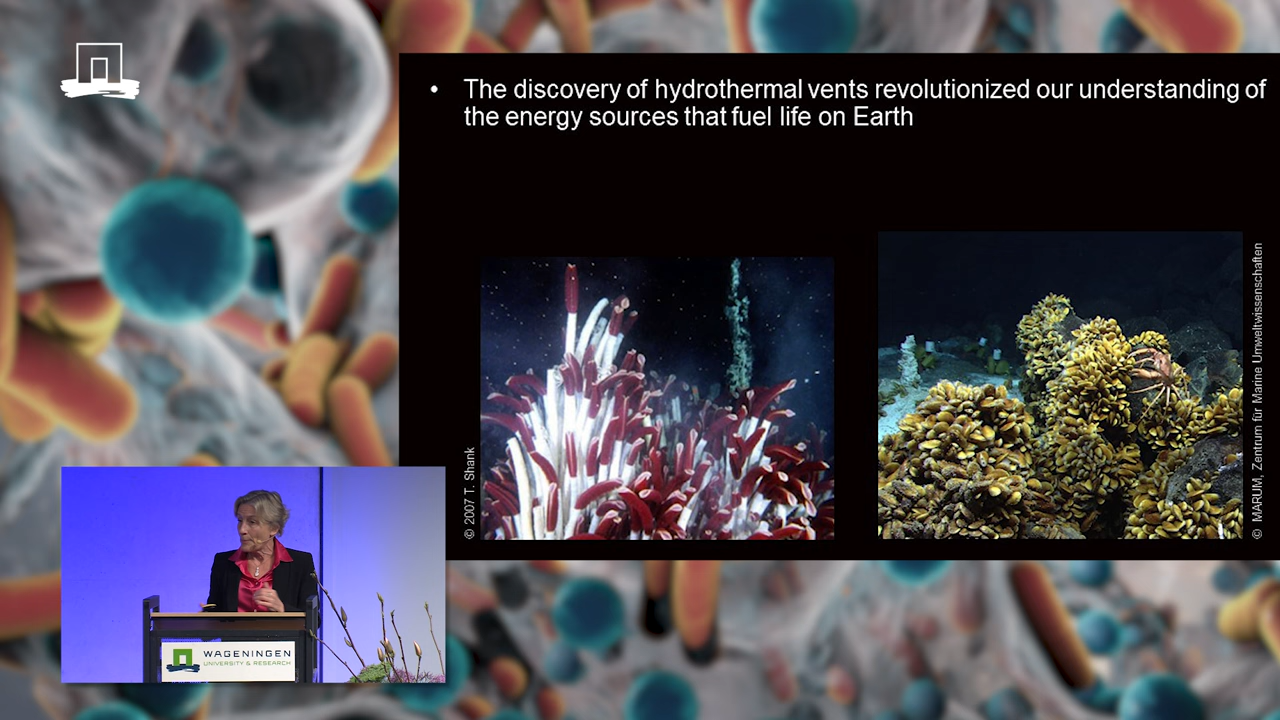 • The discovery of hydrothermal vents revolutionized our understanding of
the energy sources that fuel life on Earth
© 2007 T. Shank
© MARUM, Zentrum für Marine Umweltwissenschaften
WAGENINGEN
UNIVERSITY & RESEARCH